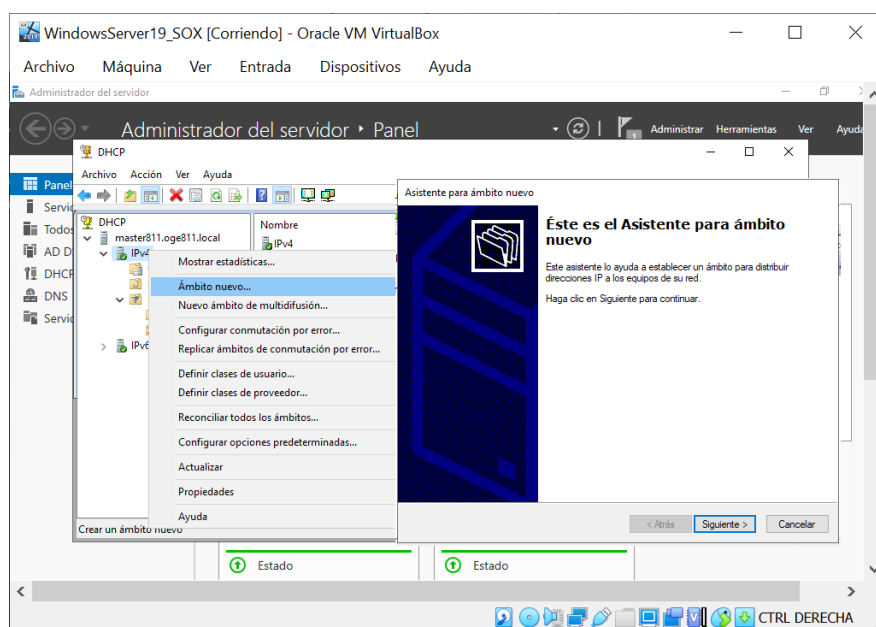 WindowsServer19_SOX [Corriendo] - Oracle VM VirtualBox
Archivo Máquina Ver Entrada Dispositivos Ayuda
Administrador del servidor
Administrador del servidor • Panel
1
Administrar Herramientas Ver Ayuda
DHCP
Archivo Acción Ver Ayuda
Panel
Servi
Todos
AD D
DHCP
DNS
Servi
DHCP
master811.oge811.local
IPv4
IPv6
Nombre
IPv4
Mostrar estadísticas...
Ámbito nuevo...
Nuevo ámbito de multidifusión...
Configurar conmutación por error...
Replicar ámbitos de conmutación por error...
Definir clases de usuario...
Definir clases de proveedor...
Reconciliar todos los ámbitos...
Configurar opciones predeterminadas...
Actualizar
Propiedades
Ayuda
Crear un ámbito nuevo
Asistente para ámbito nuevo
Éste es el Asistente para ámbito
nuevo
Este asistente lo ayuda a establecer un ámbito para distribuir
direcciones IP a los equipos de su red.
Haga clic en Siguiente para continuar.
< Atrás Siguiente > Cancelar
Estado
Estado
CTRL DERECHA